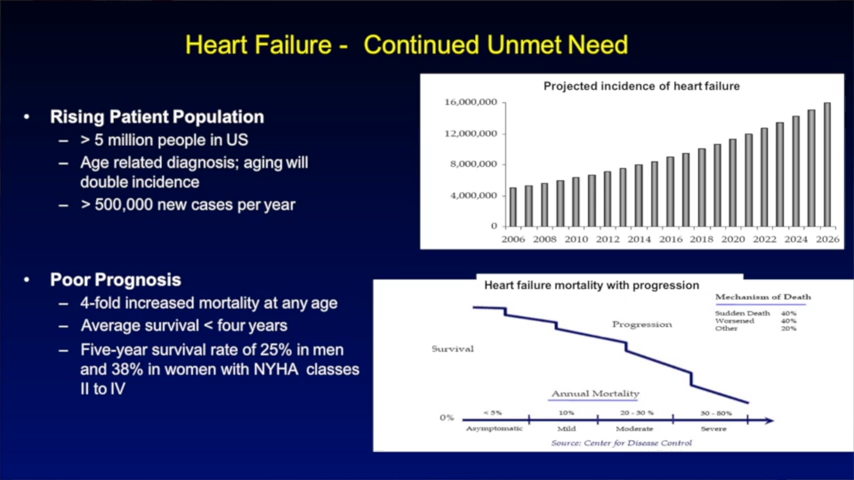 Heart Failure - Continued Unmet Need
• Rising Patient Population
– > 5 million people in US
– Age related diagnosis; aging will
double incidence
– > 500,000 new cases per year
• Poor Prognosis
– 4-fold increased mortality at any age
– Average survival < four years
– Five-year survival rate of 25% in men
and 38% in women with NYHA classes
II to IV
Projected incidence of heart failure
16,000,000
12,000,000
8,000,000
4,000,000
0
2006 2008 2010 2012 2014 2016 2018 2020 2022 2024 2026
Heart failure mortality with progression
Mechanism of Death
Sudden Death 40%
Worsened 40%
Other 20%
Progression
Survival
Annual Mortality
0%
< 5% 10% 20 - 30 % 30 - 80%
Asymptomatic Mild Moderate Severe
Source: Center for Disease Control